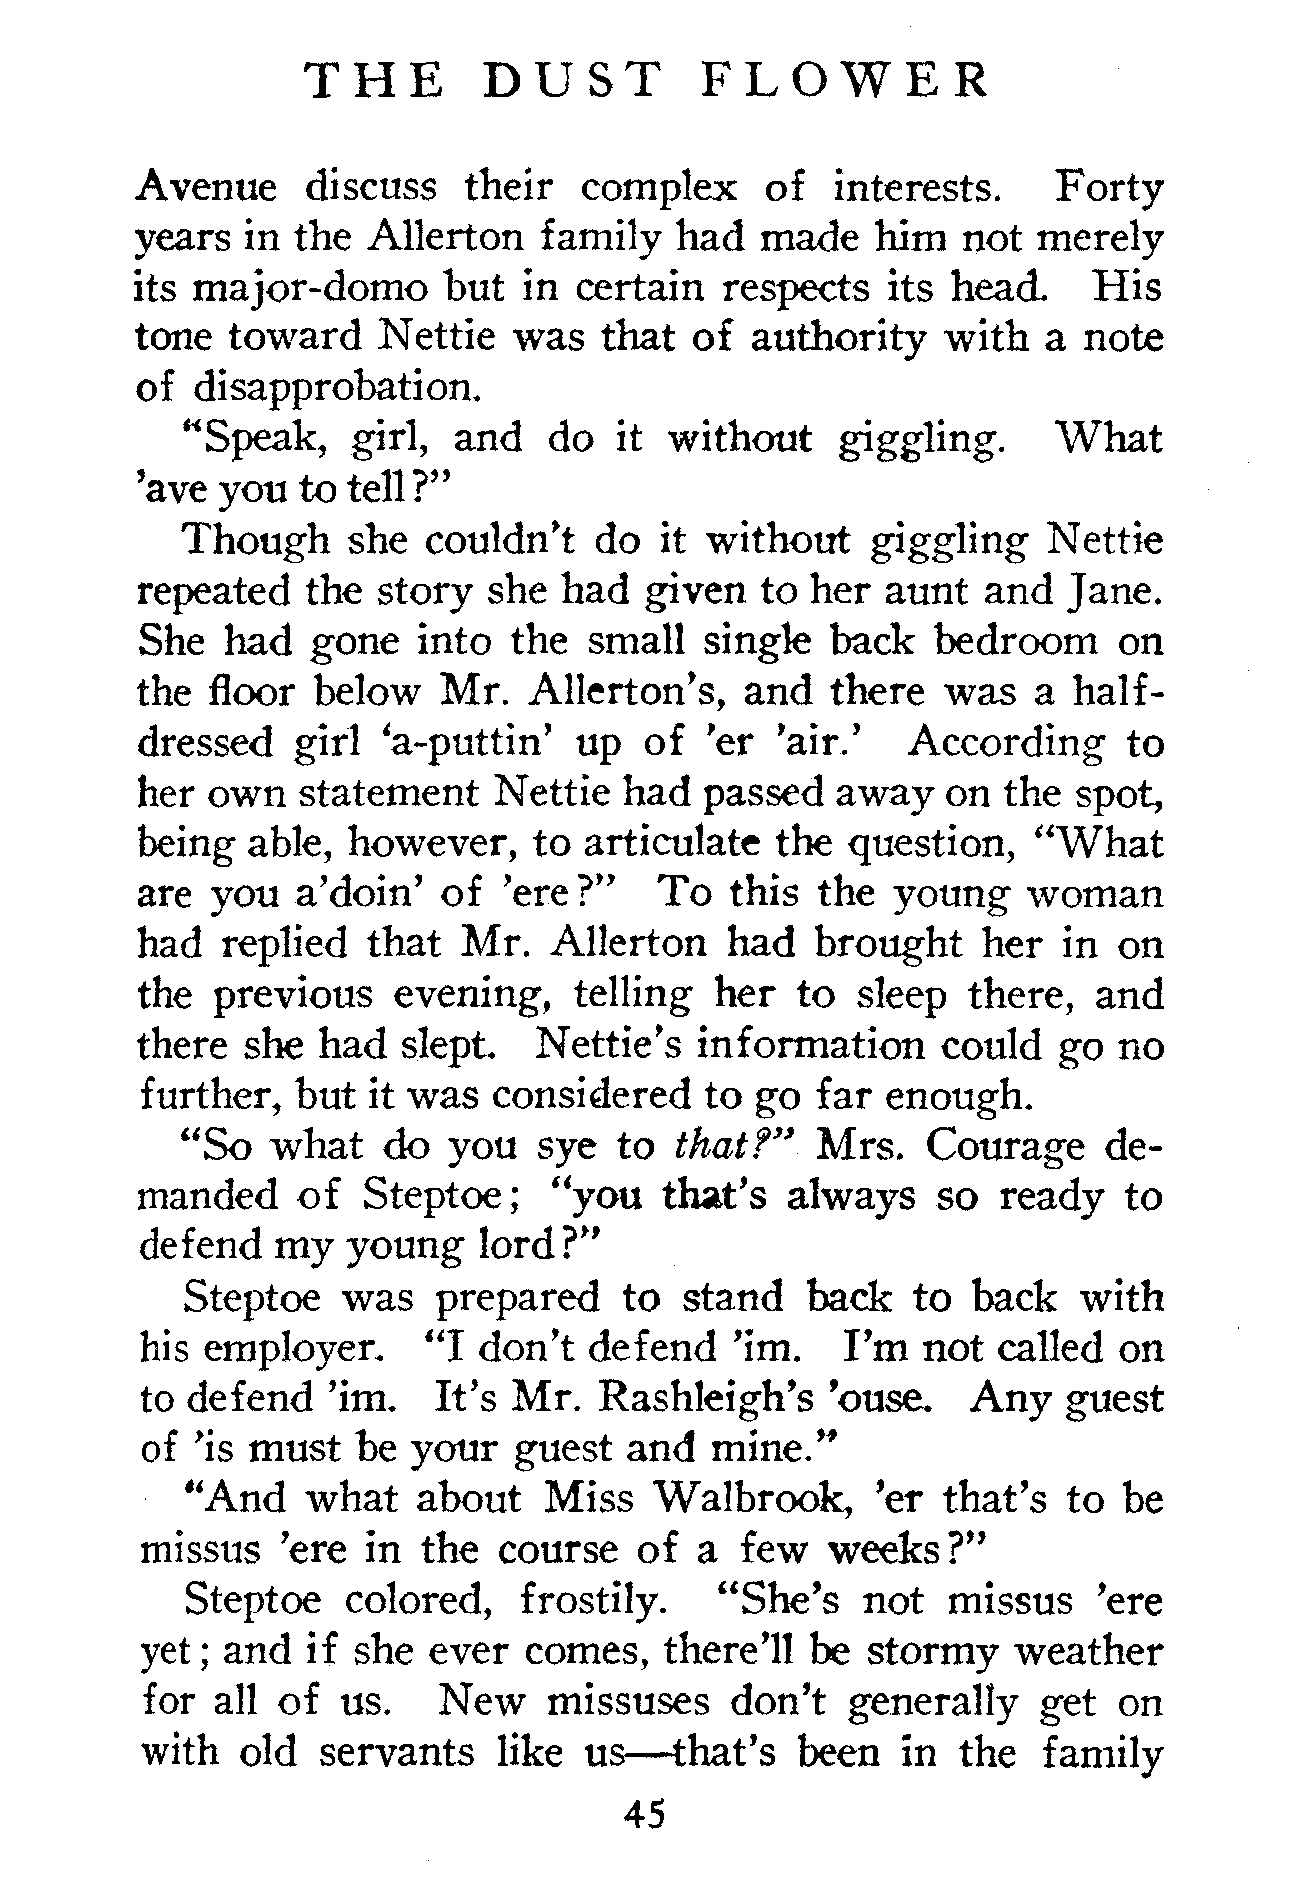 THE DUST FLOWER
Avenue discuss their complex of interests. Forty
years in the Allerton family had made him not merely
its major-domo but in certain respects its head. His
tone toward Nettie was that of authority with a note
of disapprobation.
"Speak, girl, and do it without giggling. What
'ave you to tell?"
Though she couldn't do it without giggling Nettie
repeated the story she had given to her aunt and Jane.
She had gone into the small single back bedroom on
the floor below Mr. Allerton's, and there was a half-
dressed girl 'a-puttin' up of 'er 'air.' According to
her own statement Nettie had passed away on the spot,
being able, however, to articulate the question, "What
are you a'doin' of 'ere?" To this the young woman
had replied that Mr. Allerton had brought her in on
the previous evening, telling her to sleep there, and
there she had slept. Nettie's information could go no
further, but it was considered to go far enough.
"So what do you sye to that?" Mrs. Courage de-
manded of Steptoe; "you that's always so ready to
defend my young lord?"
Steptoe was prepared to stand back to back with
his employer. "I don't defend 'im. I'm not called on
to defend 'im. It's Mr. Rashleigh's 'ouse. Any guest
of 'is must be your guest and mine."
"And what about Miss Walbrook, 'er that's to be
missus 'ere in the course of a few weeks?"
Steptoe colored, frostily. "She's not missus 'ere
yet; and if she ever comes, there'll be stormy weather
for all of us. New missuses don't generally get on
with old servants like us—that's been in the family
45